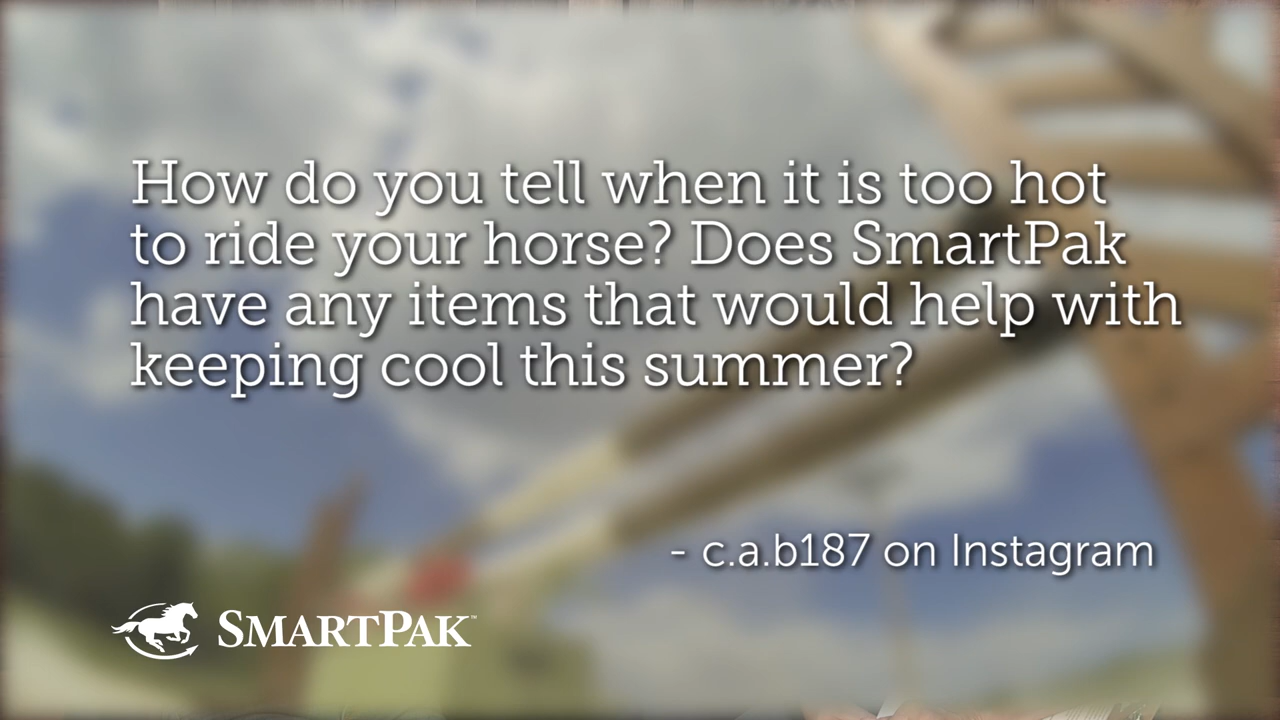 How do you tell when it is too hot
to ride your horse? Does SmartPak
have any items that would help with
keeping cool this summer?
- c.a.b187 on Instagram
SMARTPAK™